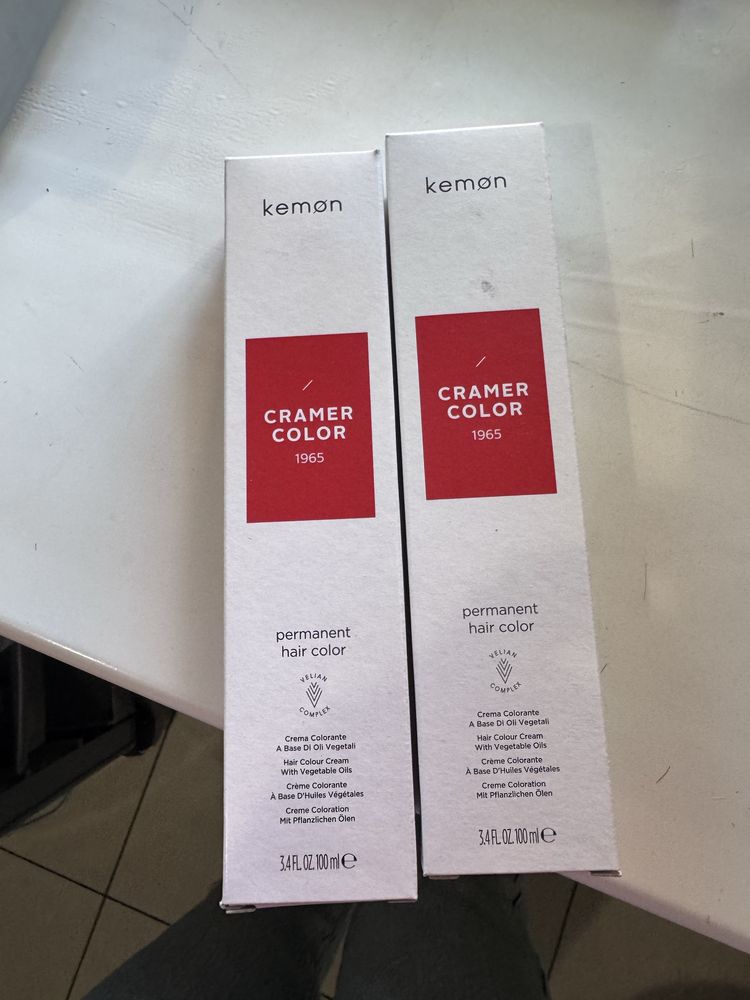 kemøn
CRAMER
COLOR
1965
permanent
hair color
VELIAN
COMPLEX
Crema Colorante
A Base Di Oli Vegetali
Hair Colour Cream
With Vegetable Oils
Crème Colorante
À Base D'Huiles Végétales
Creme Coloration
Mit Pflanzlichen Ölen
3.4 FL. OZ. 100 ml e
kemøn
CRAMER
COLOR
1965
permanent
hair color
VELIAN
COMPLEX
Crema Colorante
A Base Di Oli Vegetali
Hair Colour Cream
With Vegetable Oils
Crème Colorante
À Base D'Huiles Végétales
Creme Coloration
Mit Pflanzlichen Ölen
3.4 FL. OZ. 100 ml e